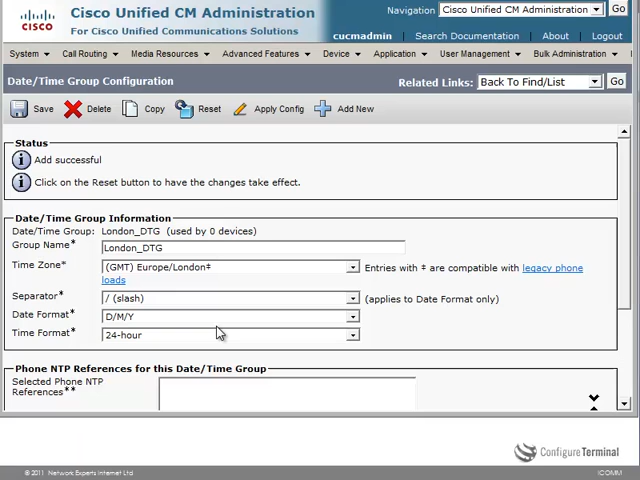 Cisco Unified CM Administration
Navigation Cisco Unified CM Administration Go
CISCO For Cisco Unified Communications Solutions
cucmadmin Search Documentation About Logout
System Call Routing Media Resources Advanced Features Device Application User Management Bulk Administration
Date/Time Group Configuration Related Links: Back To Find/List Go
Save Delete Copy Reset Apply Config Add New
Status
Add successful
Click on the Reset button to have the changes take effect.
Date/Time Group Information
Date/Time Group: London_DTG (used by 0 devices)
Group Name* London_DTG
Time Zone* (GMT) Europe/London‡ Entries with ‡ are compatible with legacy phone
loads
Separator* / (slash) (applies to Date Format only)
Date Format* D/M/Y
Time Format* 24-hour
Phone NTP References for this Date/Time Group
Selected Phone NTP
References**
ConfigureTerminal
© 2011 Network Experts Internet Ltd ICOMM